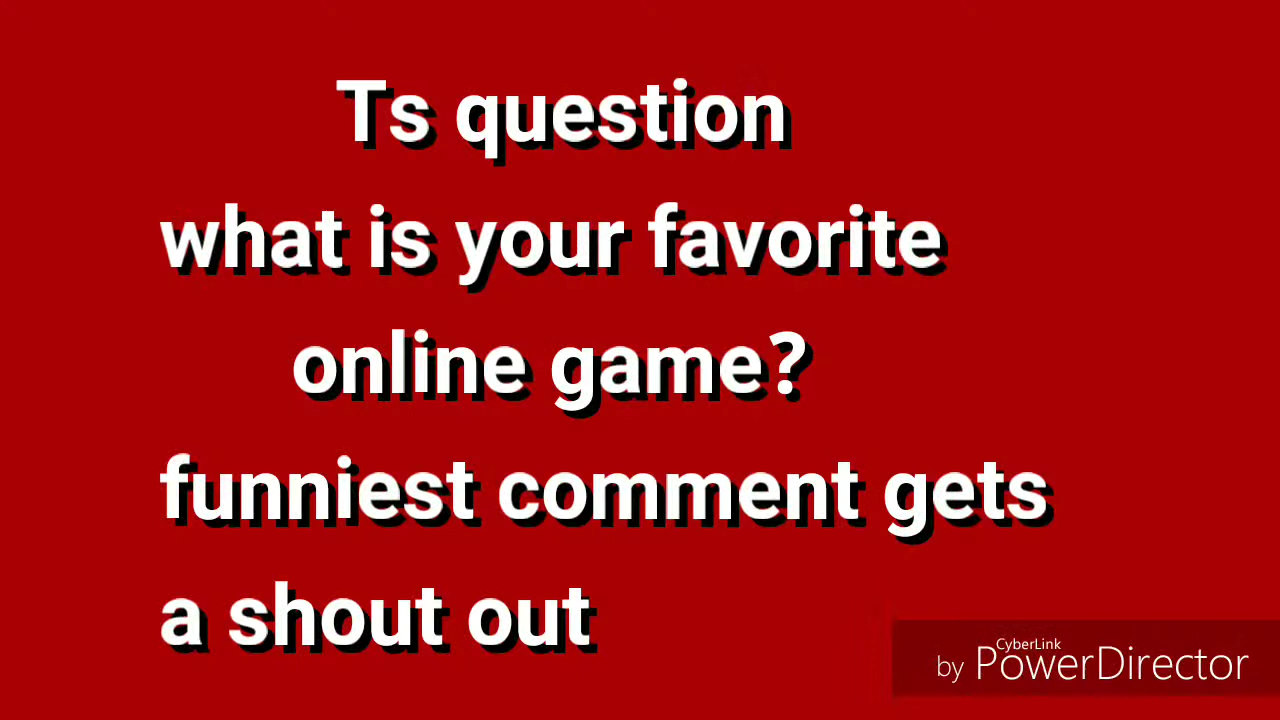 Ts question
what is your favorite
online game?
funniest comment gets
a shout out
CyberLink
by PowerDirector